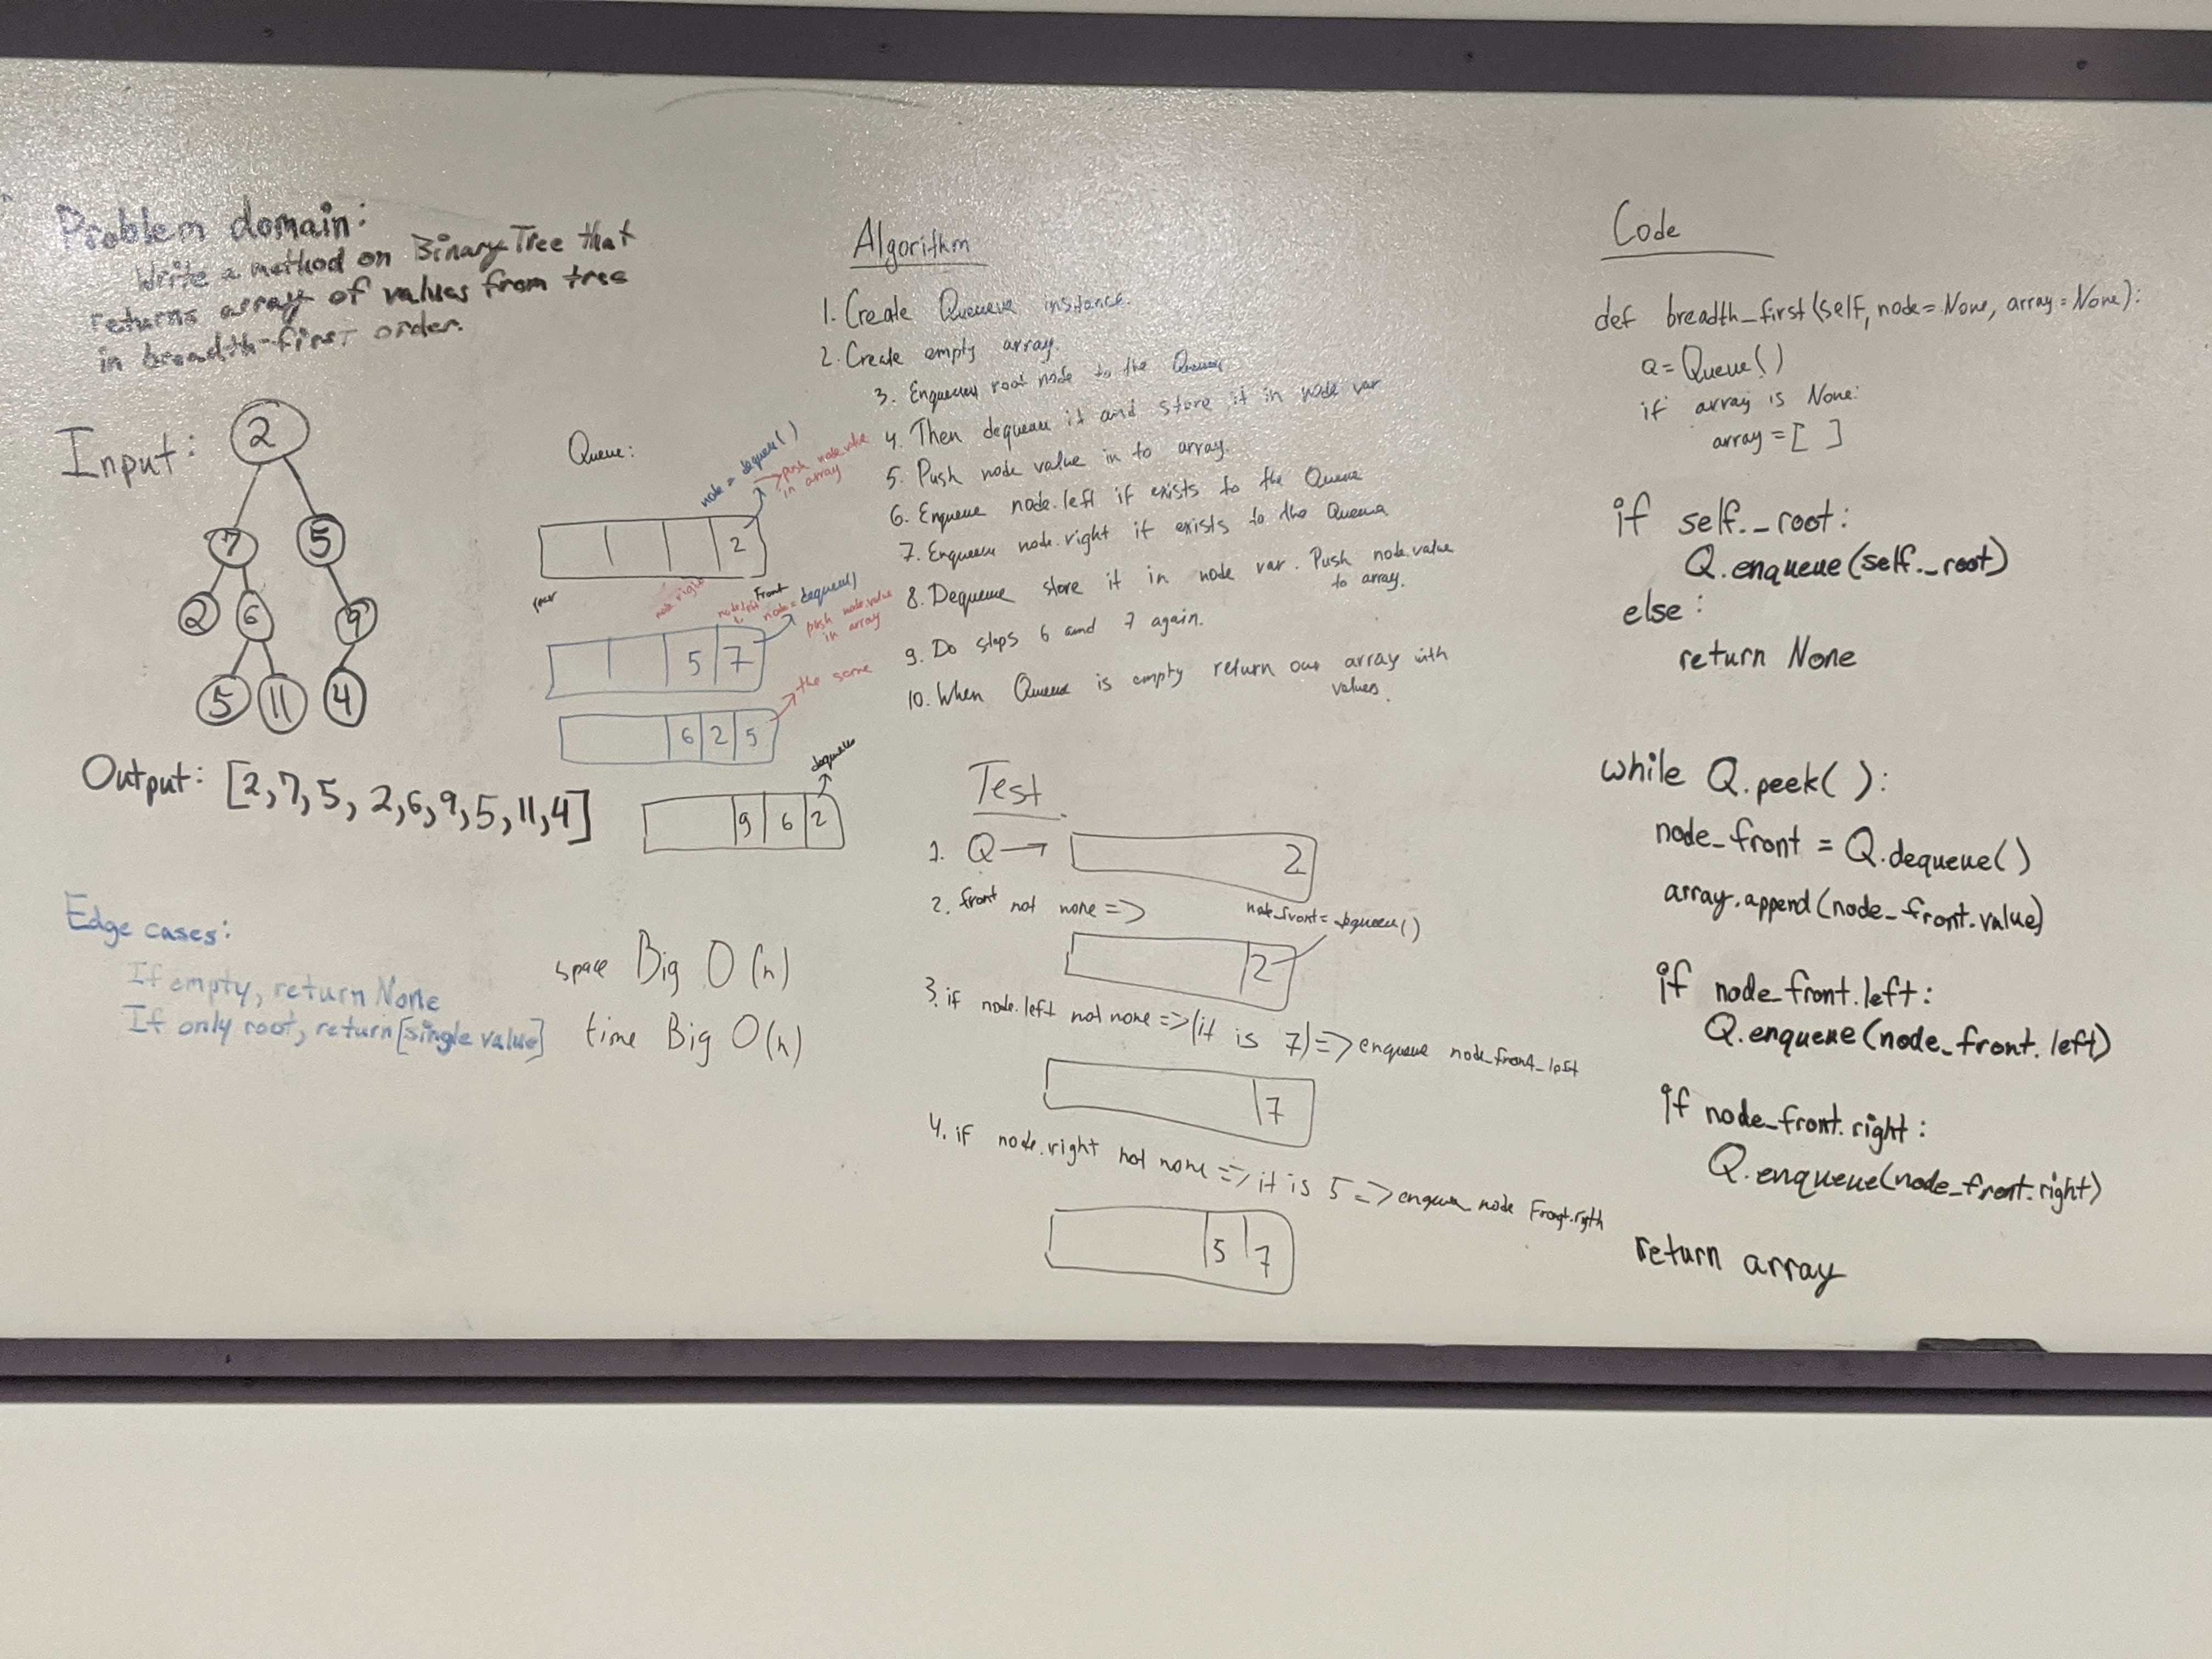 Problem domain:
Write a method on Binary Tree that
returns array of values from tree
in breadth-first order.
Input:
2
7 5
2 6 9
5 11 4
Output: [2,7,5, 2,6,9,5,11,4]
Edge cases:
If empty, return None
If only root, return [single value]
space Big O(n)
time Big O(n)
Queue:
node = dequeue()
push node.value
in array
2
rear
Front
node.right
node.left
node = dequeue()
push node.value
in array
5 7
the same
6 2 5
dequeue
9 6 2
Algorithm
1. Create Queueue instance.
2. Create empty array.
3. root node to the Queue
4. Then dequeue it and store it in node var
5. Push node value in to array.
6. Enqueue node.left if exists to the Queue
7. Enqueue node.right if exists to the Queue
8. Dequeue store it in node var. Push node.value
to array.
9. Do steps 6 and 7 again.
10. When Queue is empty return our array with
values.
Test
1. Q → 2
2. front not none =>
node_front = dequeue()
2
3. if node.left not none => (it is 7) => enqueue node_front_left
7
4. if node.right not none => it is 5 => node
5 7
Code
def breadth_first(self, node=None, array=None):
Q = Queue()
if array is None:
array = [ ]
if self._root:
Q.enqueue(self._root)
else:
return None
while Q.peek( ):
node_front = Q.dequeue()
array.append(node_front.value)
if node_front.left:
Q.enqueue(node_front.left)
if node_front.right:
Q.enqueue(node_front.right)
return array